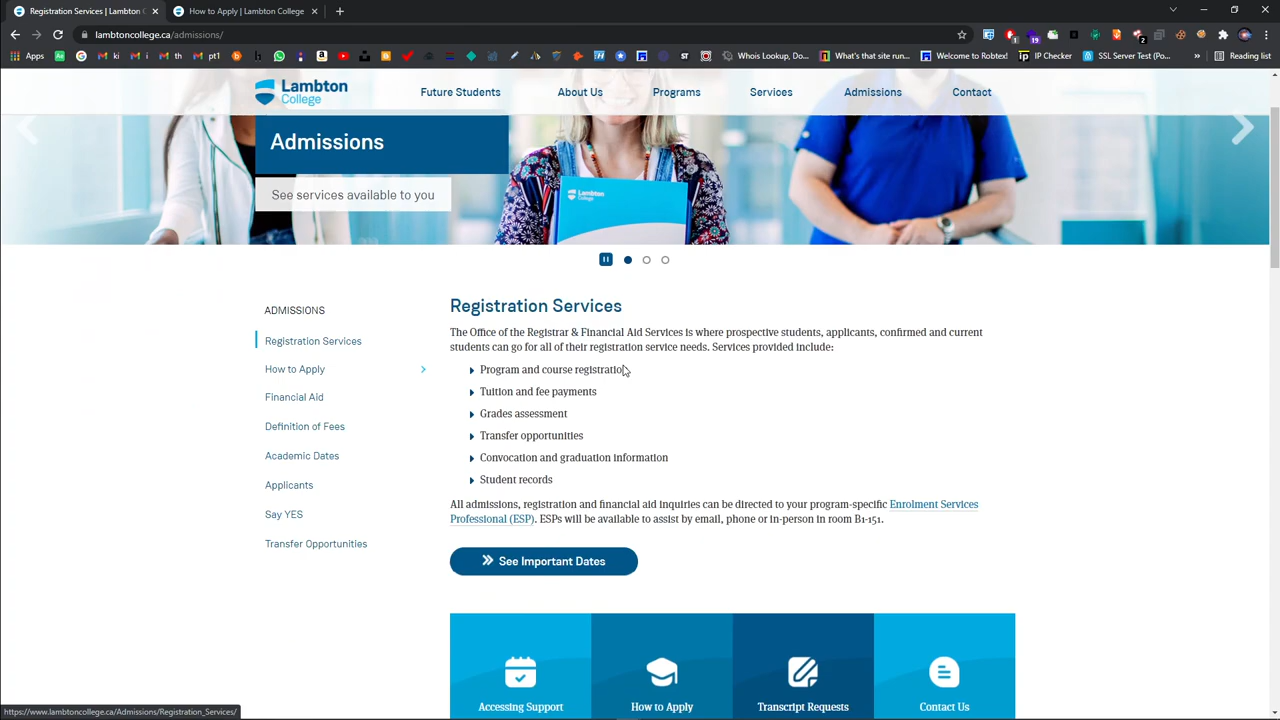 Registration Services | Lambton C
How to Apply | Lambton College
lambtoncollege.ca/admissions/
Apps
pt1
Whois Lookup, Do...
What's that site run...
Welcome to Robtex!
IP Checker
SSL Server Test (Po...
Reading list
Lambton
College
Future Students
About Us
Programs
Services
Admissions
Contact
Admissions
See services available to you
Lambton
College
ADMISSIONS
Registration Services
How to Apply
Financial Aid
Definition of Fees
Academic Dates
Applicants
Say YES
Transfer Opportunities
Registration Services
The Office of the Registrar & Financial Aid Services is where prospective students, applicants, confirmed and current
students can go for all of their registration service needs. Services provided include:
Program and course registration
Tuition and fee payments
Grades assessment
Transfer opportunities
Convocation and graduation information
Student records
All admissions, registration and financial aid inquiries can be directed to your program-specific Enrolment Services
Professional (ESP). ESPs will be available to assist by email, phone or in-person in room B1-151.
See Important Dates
Accessing Support
How to Apply
Transcript Requests
Contact Us
https://www.lambtoncollege.ca/Admissions/Registration_Services/